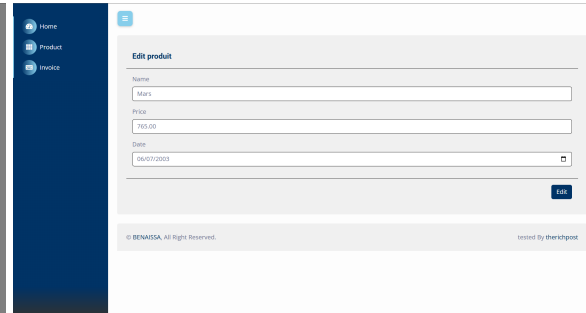 Home
Product
Invoice
Edit produit
Name
Mars
Price
765.00
Date
06/07/2003
Edit
© BENAISSA, All Right Reserved.
tested By therichpost